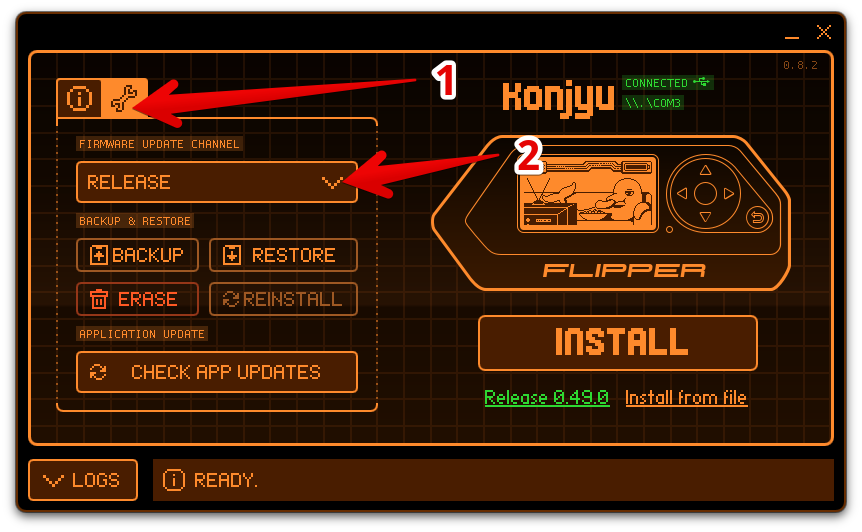 0.8.2
1
Konjyu
CONNECTED
\\.\COM3
FIRMWARE UPDATE CHANNEL
2
RELEASE
BACKUP & RESTORE
BACKUP
RESTORE
ERASE
REINSTALL
APPLICATION UPDATE
CHECK APP UPDATES
FLIPPER
INSTALL
Release 0.49.0
Install from file
LOGS
READY.